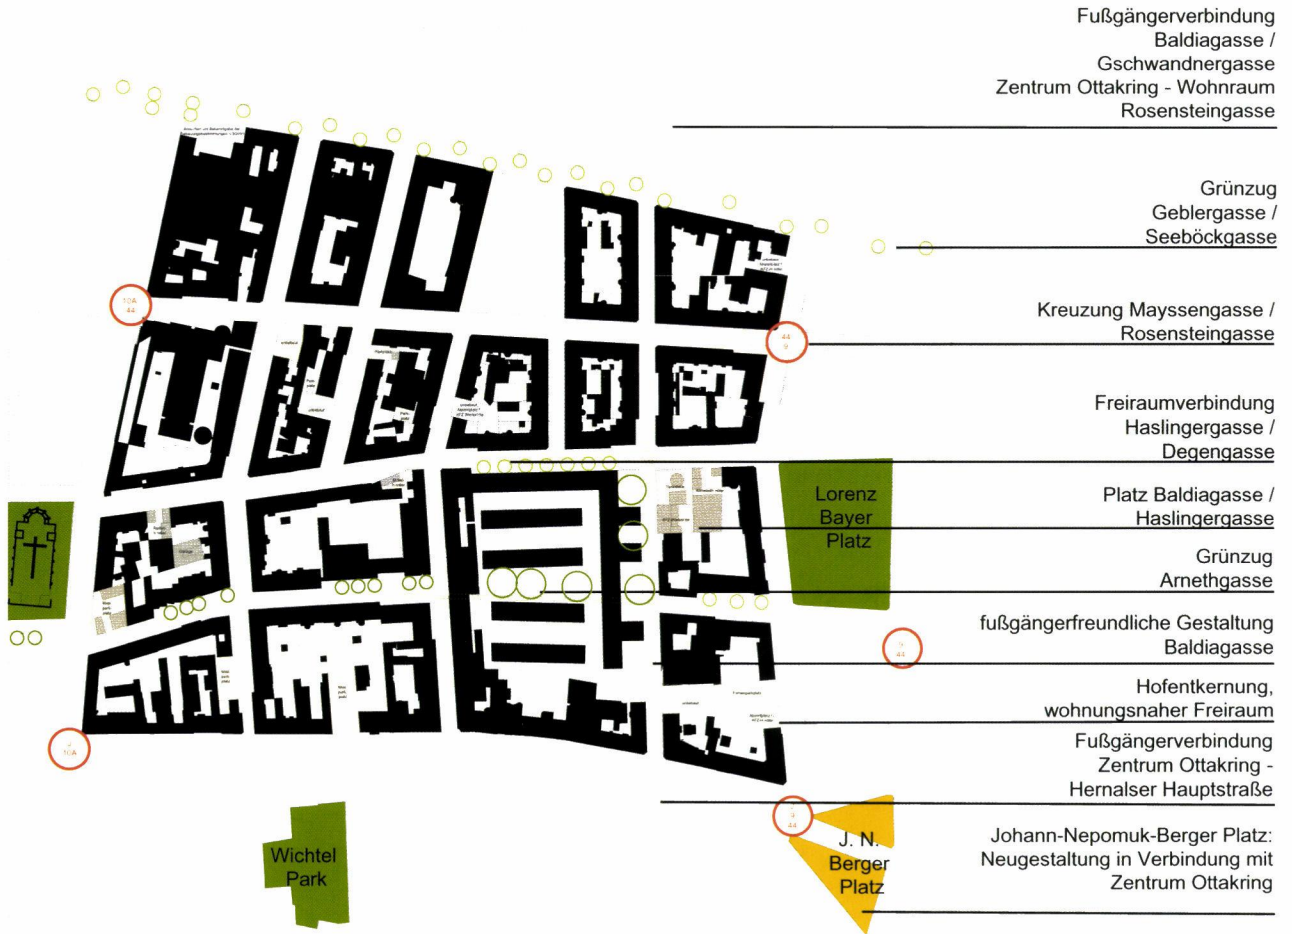 Fußgängerverbindung
Baldiagasse /
Gschwandnergasse
Zentrum Ottakring - Wohnraum
Rosensteingasse
Grünzug
Geblergasse /
Seeböckgasse
Kreuzung Mayssengasse /
Rosensteingasse
Freiraumverbindung
Haslingergasse /
Degengasse
Platz Baldiagasse /
Haslingergasse
Grünzug
Arnethgasse
fußgängerfreundliche Gestaltung
Baldiagasse
Hofentkernung,
wohnungsnaher Freiraum
Fußgängerverbindung
Zentrum Ottakring -
Hernalser Hauptstraße
Johann-Nepomuk-Berger Platz:
Neugestaltung in Verbindung mit
Zentrum Ottakring
10A
44
44
9
Lorenz
Bayer
Platz
9
44
10A
9
44
J. N.
Berger
Platz
Wichtel
Park